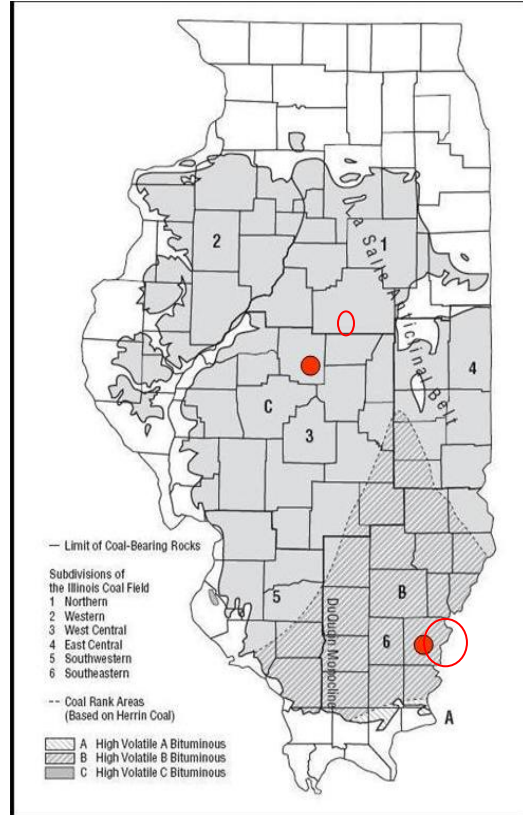 2
1
La Salle Anticlinal Belt
4
C
3
— Limit of Coal-Bearing Rocks
Subdivisions of
the Illinois Coal Field
1 Northern
2 Western
3 West Central
4 East Central
5 Southwestern
6 Southeastern
5
B
DuQuoin Monocline
6
--- Coal Rank Areas
(Based on Herrin Coal)
A
A High Volatile A Bituminous
B High Volatile B Bituminous
C High Volatile C Bituminous